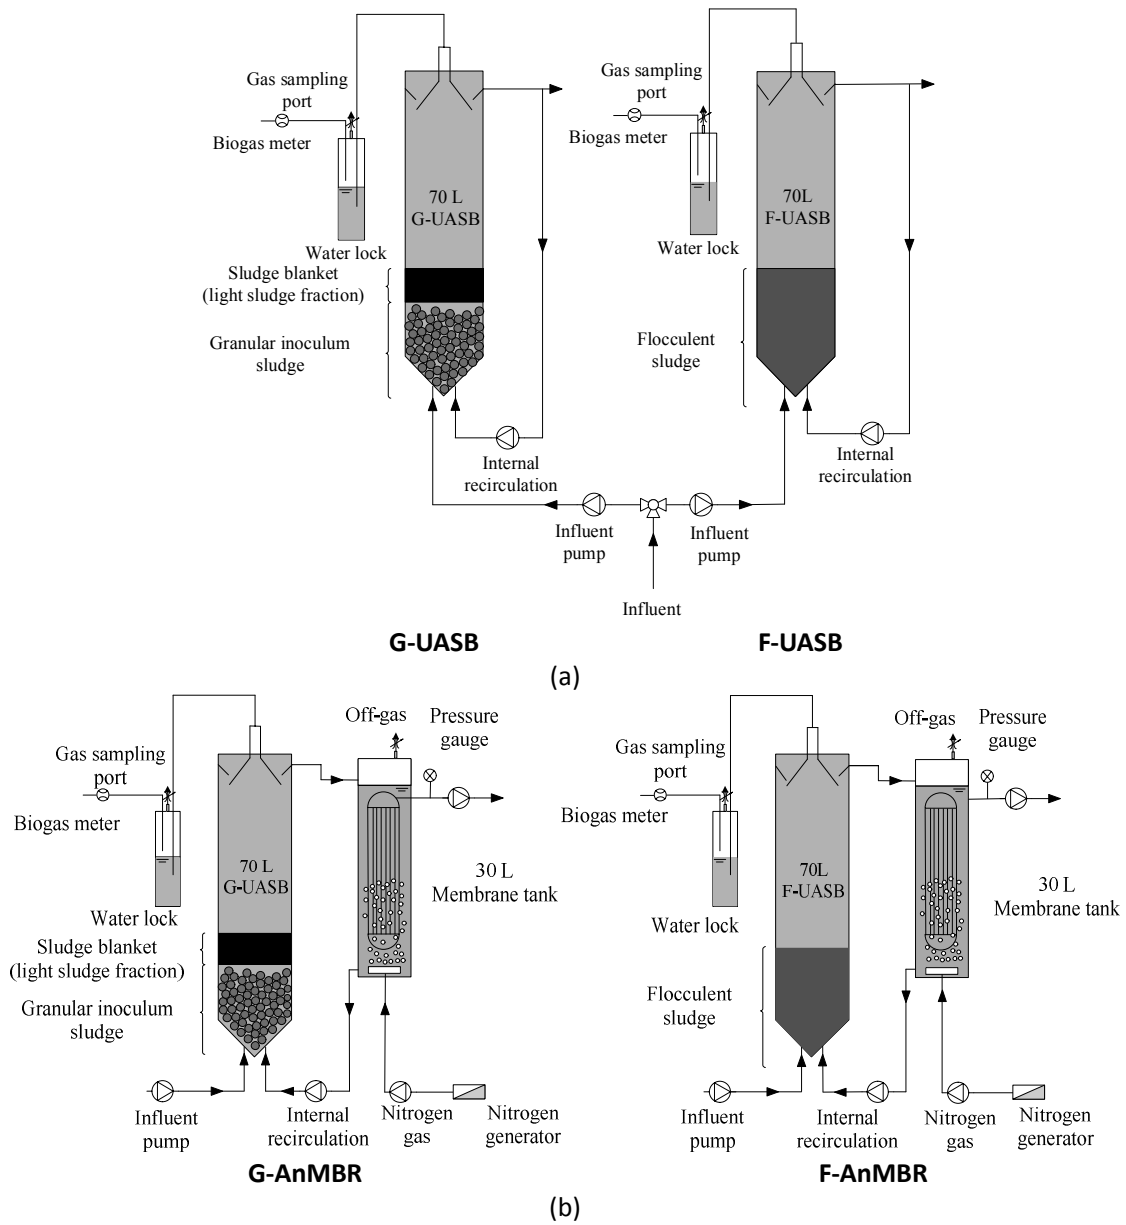 Gas sampling
port
Biogas meter
Water lock
70 L
G-UASB
Sludge blanket
(light sludge fraction)
Granular inoculum
sludge
Internal
recirculation
Gas sampling
port
Biogas meter
Water lock
70L
F-UASB
Flocculent
sludge
Internal
recirculation
Influent
pump
Influent
pump
Influent
G-UASB
F-UASB
(a)
Gas sampling
port
Biogas meter
Water lock
70 L
G-UASB
Off-gas
Pressure
gauge
30 L
Membrane tank
Sludge blanket
(light sludge fraction)
Granular inoculum
sludge
Influent
pump
Internal
recirculation
Nitrogen
gas
Nitrogen
generator
G-AnMBR
Gas sampling
port
Biogas meter
Water lock
70L
F-UASB
Off-gas
Pressure
gauge
30 L
Membrane tank
Flocculent
sludge
Influent
pump
Internal
recirculation
Nitrogen
gas
Nitrogen
generator
F-AnMBR
(b)